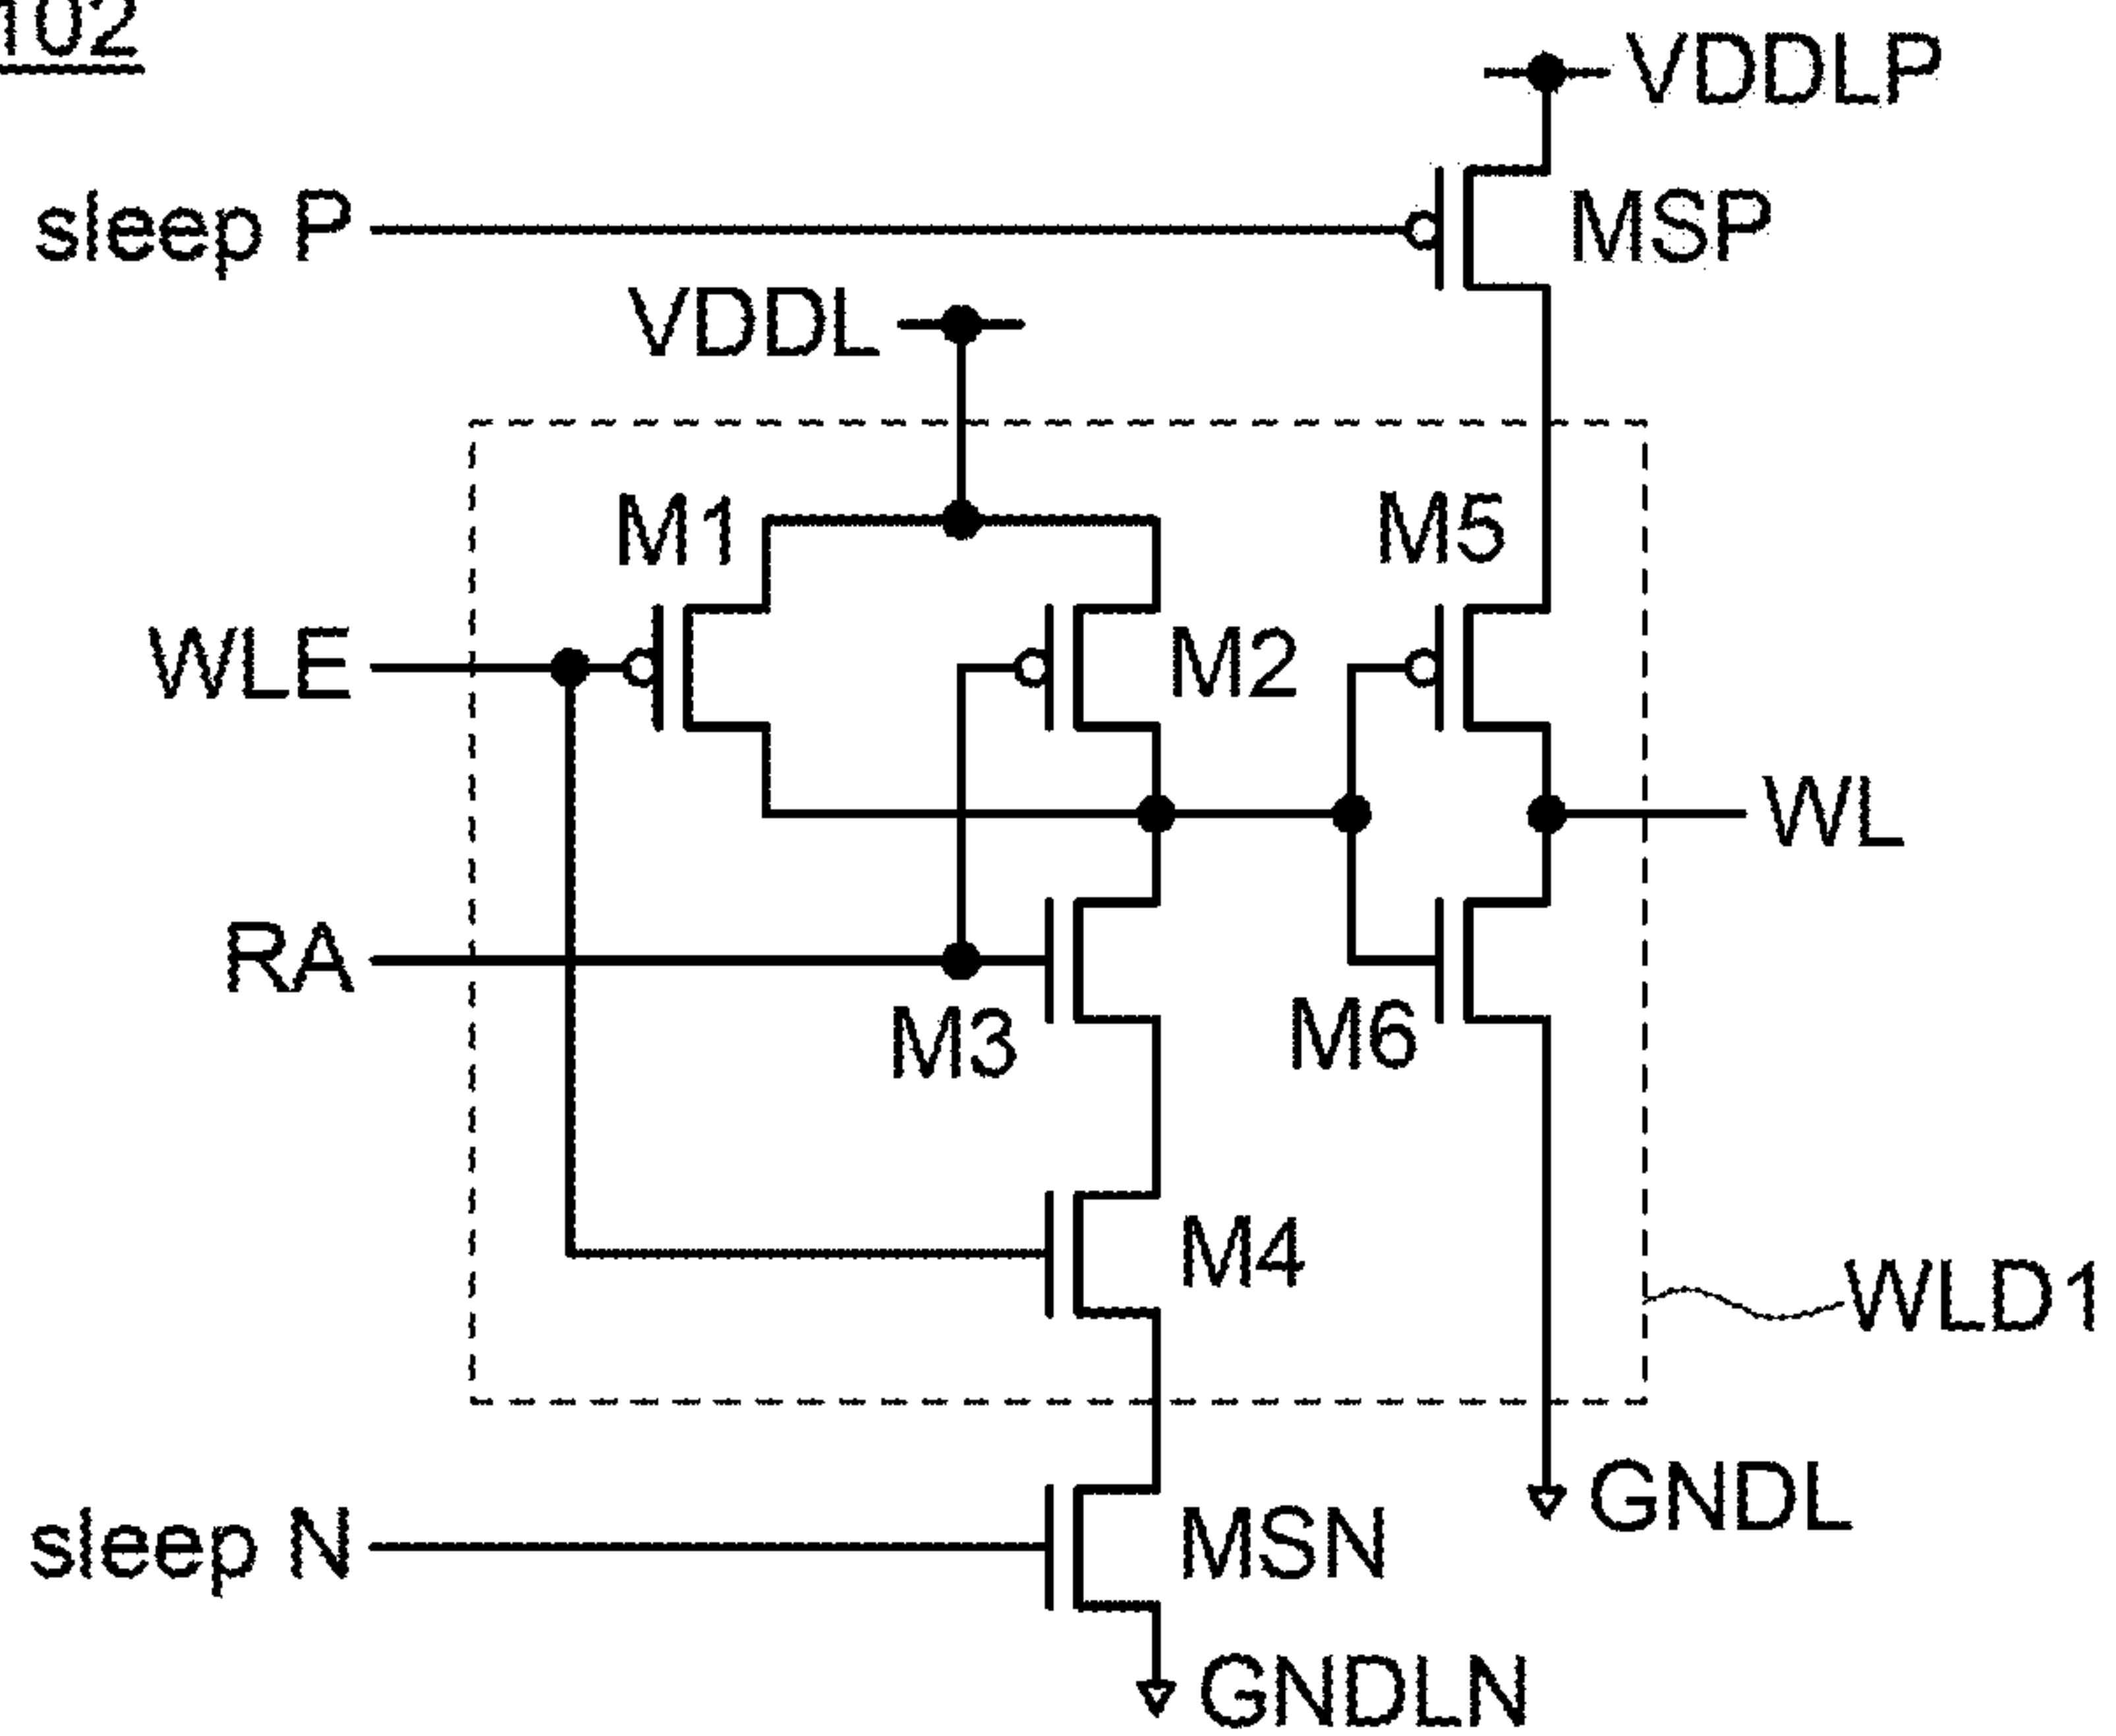 102
VDDLP
sleep P
MSP
VDDL
M1
M5
WLE
M2
WL
RA
M3
M6
M4
WLD1
GNDL
sleep N
MSN
GNDLN